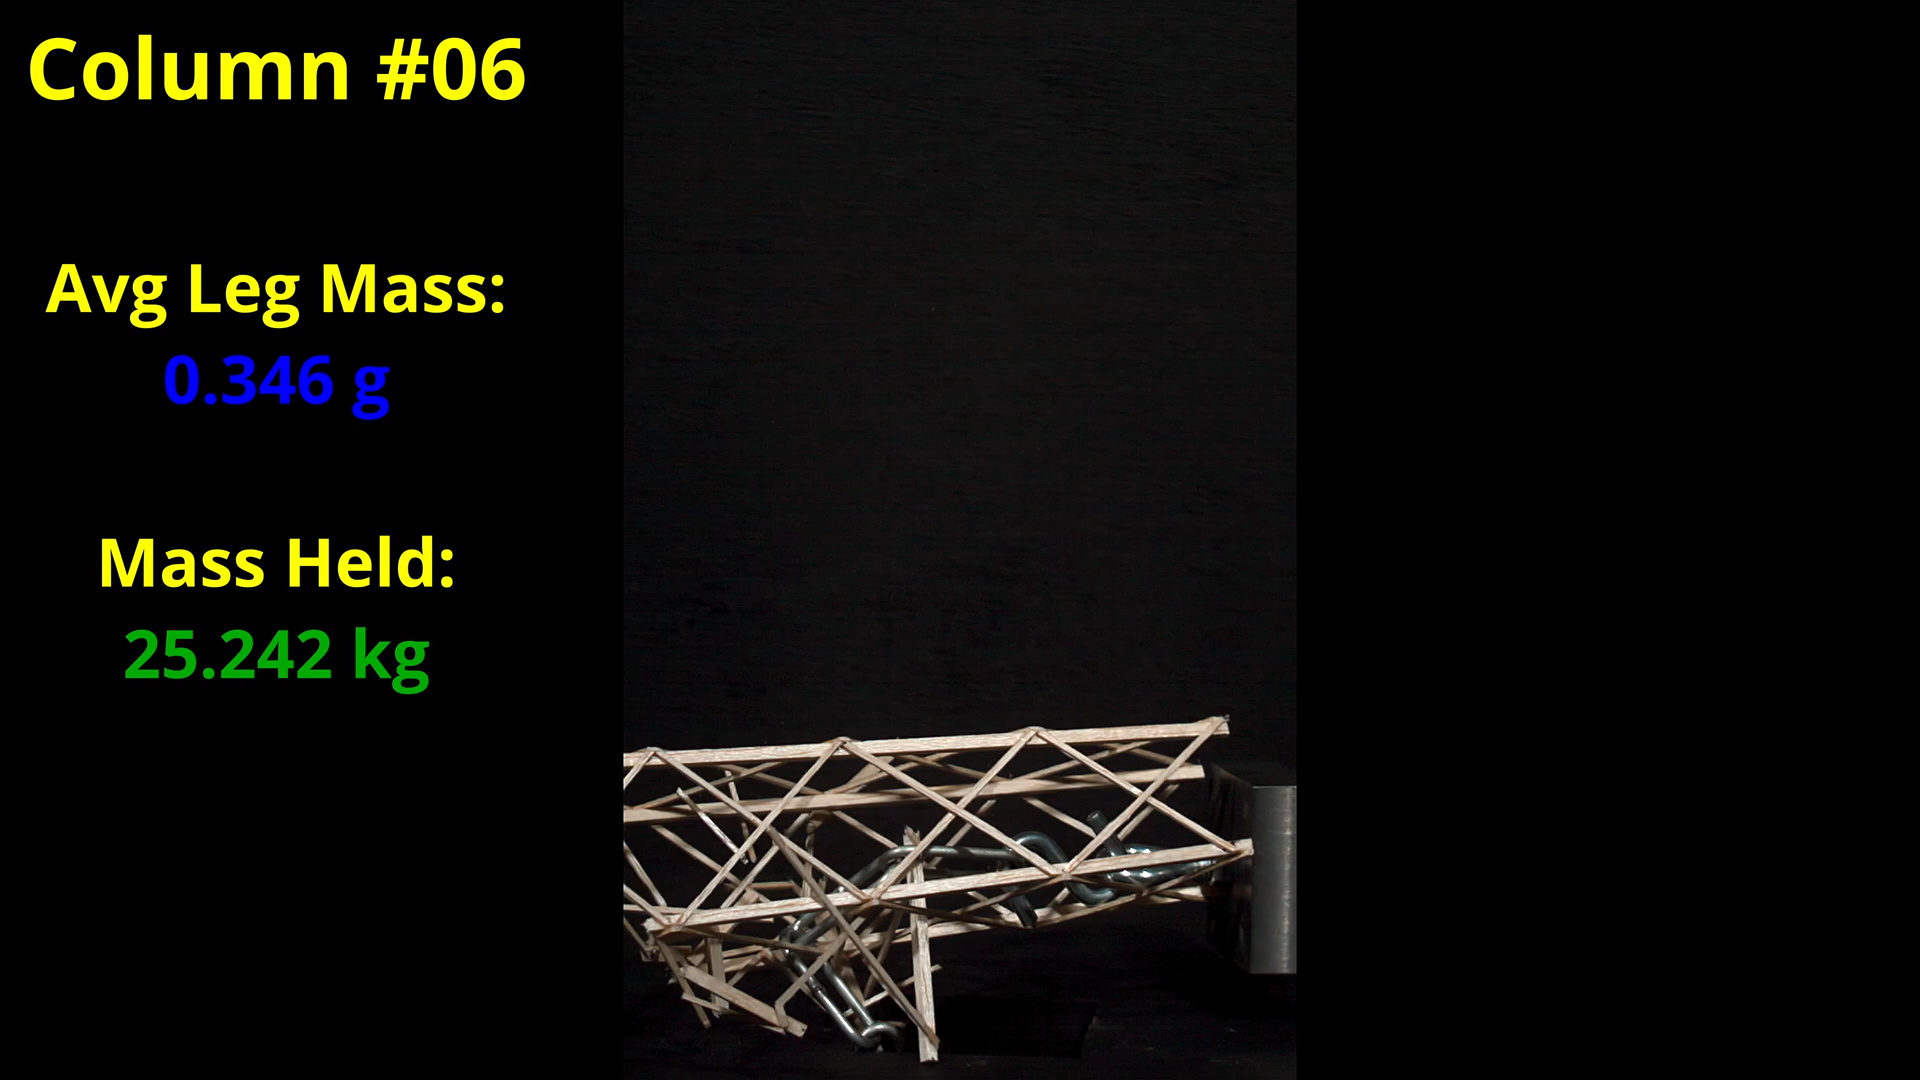 Column #06
Avg Leg Mass:
0.346 g
Mass Held:
25.242 kg